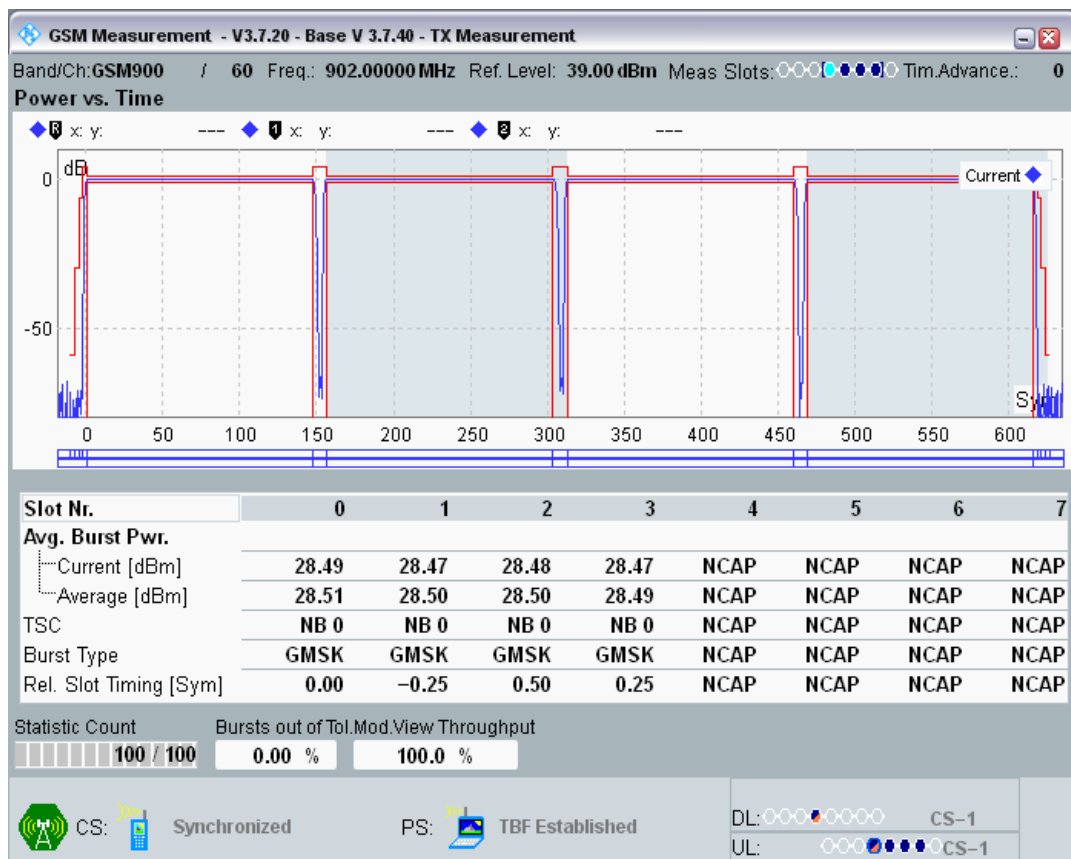 GSM Measurement - V3.7.20 - Base V 3.7.40 - TX Measurement
Band/Ch:GSM900 / 60 Freq.: 902.00000 MHz Ref. Level: 39.00 dBm Meas Slots: Tim.Advance.: 0
Power vs. Time
R x: y: --- 1 x: y: --- 2 x: y: ---
dB
Current
0
-50
Sym
0 50 100 150 200 250 300 350 400 450 500 550 600
Slot Nr. 0 1 2 3 4 5 6 7
Avg. Burst Pwr.
Current [dBm] 28.49 28.47 28.48 28.47 NCAP NCAP NCAP NCAP
Average [dBm] 28.51 28.50 28.50 28.49 NCAP NCAP NCAP NCAP
TSC NB 0 NB 0 NB 0 NB 0 NCAP NCAP NCAP NCAP
Burst Type GMSK GMSK GMSK GMSK NCAP NCAP NCAP NCAP
Rel. Slot Timing [Sym] 0.00 −0.25 0.50 0.25 NCAP NCAP NCAP NCAP
Statistic Count Bursts out of Tol.Mod.View Throughput
100 / 100 0.00 % 100.0 %
CS: Synchronized PS: TBF Established
DL: CS−1
UL: CS−1